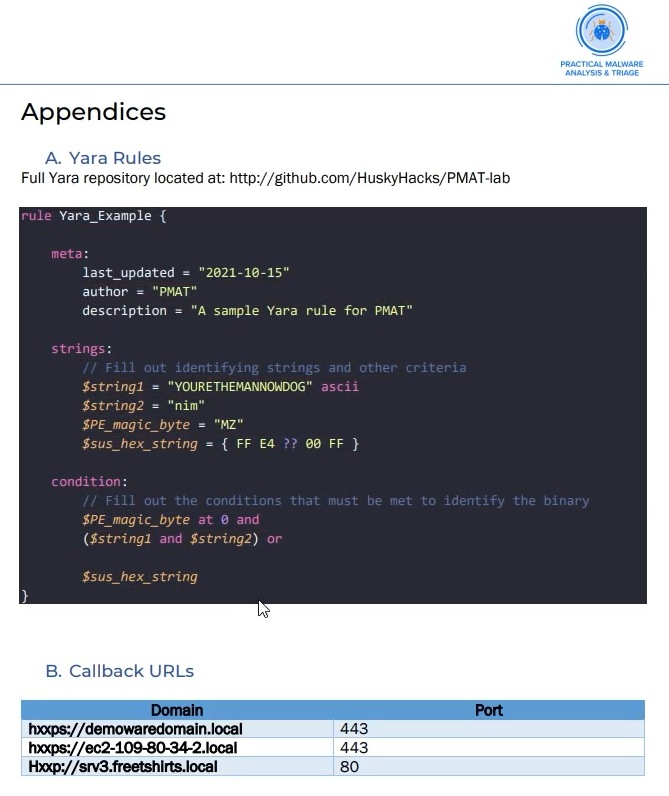 PRACTICAL MALWARE
ANALYSIS & TRIAGE
Appendices
A. Yara Rules
Full Yara repository located at: http://github.com/HuskyHacks/PMAT-lab
rule Yara_Example {
meta:
last_updated = "2021-10-15"
author = "PMAT"
description = "A sample Yara rule for PMAT"
strings:
// Fill out identifying strings and other criteria
$string1 = "YOURETHEMANNOWDOG" ascii
$string2 = "nim"
$PE_magic_byte = "MZ"
$sus_hex_string = { FF E4 ?? 00 FF }
condition:
// Fill out the conditions that must be met to identify the binary
$PE_magic_byte at 0 and
($string1 and $string2) or
$sus_hex_string
}
B. Callback URLs
Domain Port
hxxps://demowaredomain.local 443
hxxps://ec2-109-80-34-2.local 443
Hxxp://srv3.freetshirts.local 80